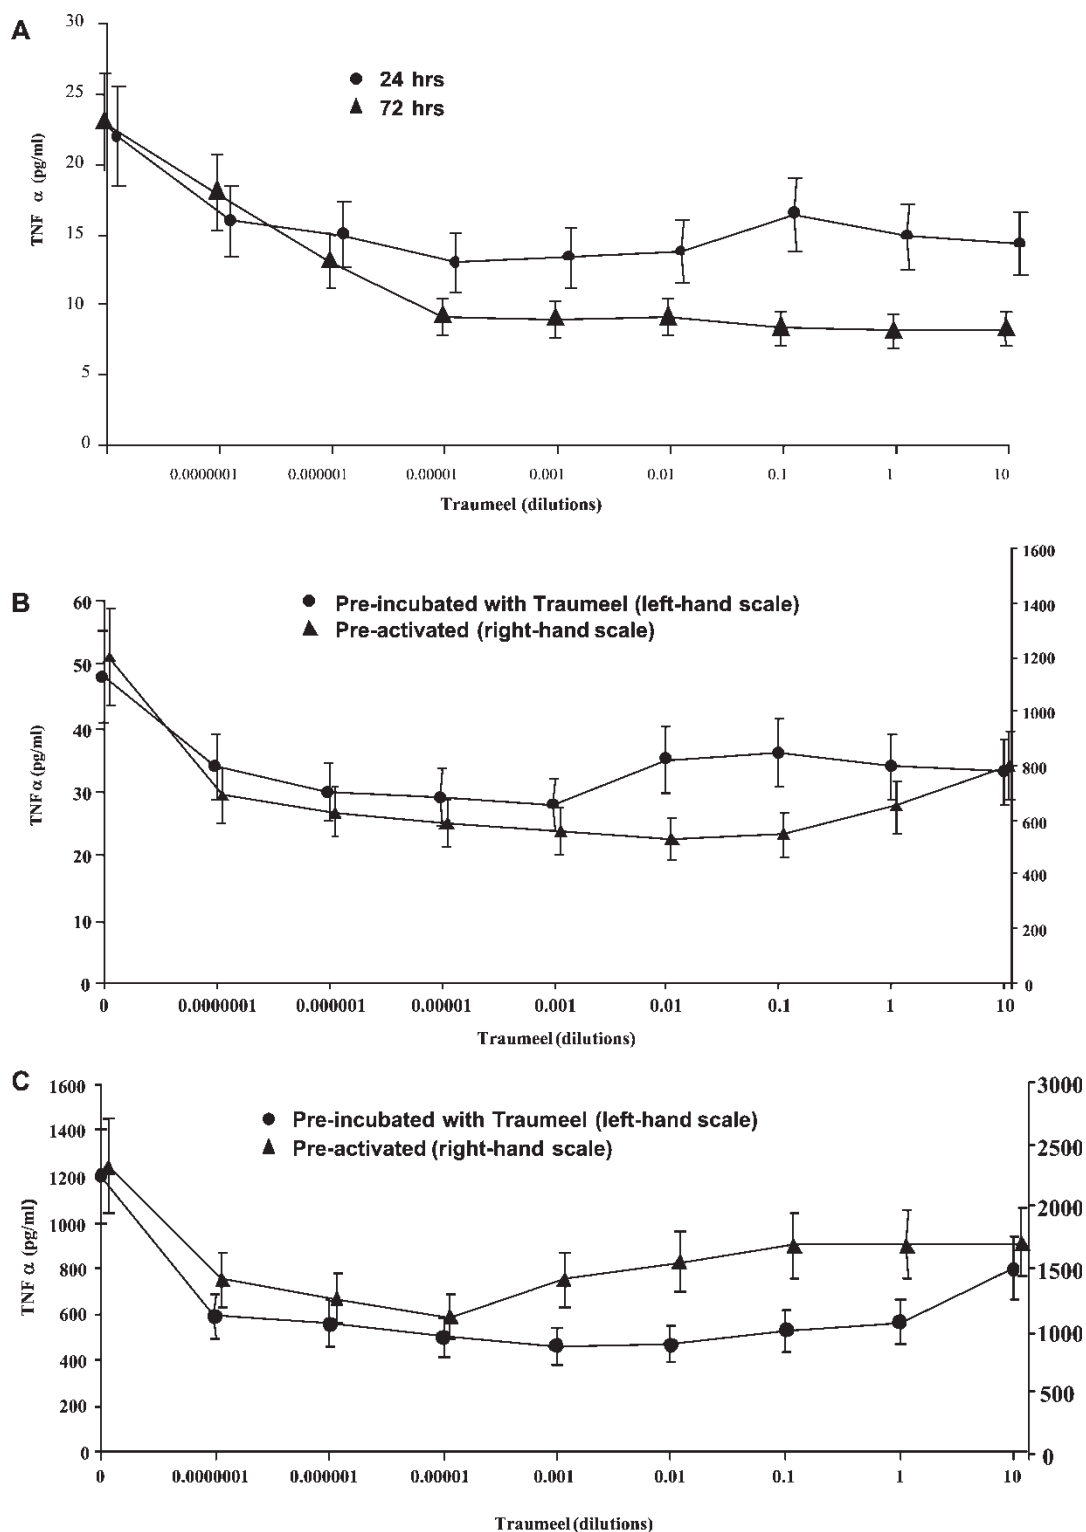 A
30
25
20
15
10
5
0
TNF α (pg/ml)
24 hrs
72 hrs
0.0000001 0.000001 0.00001 0.001 0.01 0.1 1 10
Traumeel (dilutions)
B
60
50
40
30
20
10
0
TNF α (pg/ml)
Pre-incubated with Traumeel (left-hand scale)
Pre-activated (right-hand scale)
1600
1400
1200
1000
800
600
400
200
0
0 0.0000001 0.000001 0.00001 0.001 0.01 0.1 1 10
Traumeel (dilutions)
C
1600
1400
1200
1000
800
600
400
200
0
TNF α (pg/ml)
Pre-incubated with Traumeel (left-hand scale)
Pre-activated (right-hand scale)
3000
2500
2000
1500
1000
500
0
0 0.0000001 0.000001 0.00001 0.001 0.01 0.1 1 10
Traumeel (dilutions)